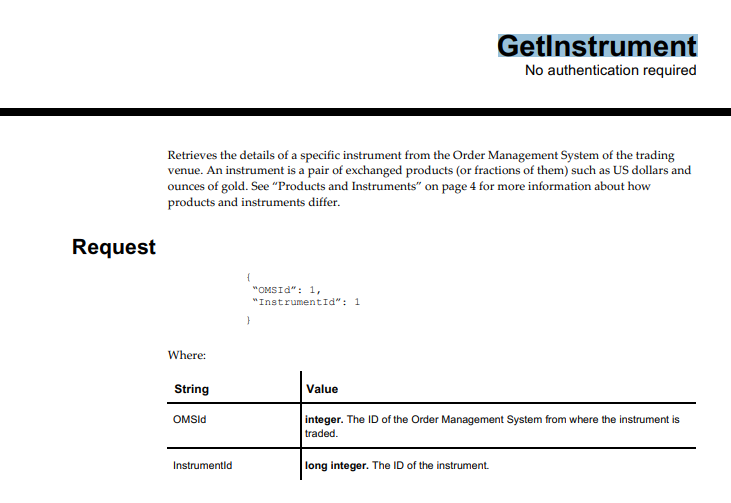 GetInstrument
No authentication required
Retrieves the details of a specific instrument from the Order Management System of the trading
venue. An instrument is a pair of exchanged products (or fractions of them) such as US dollars and
ounces of gold. See “Products and Instruments” on page 4 for more information about how
products and instruments differ.
Request
{
“OMSId”: 1,
“InstrumentId”: 1
}
Where:
String Value
OMSId integer. The ID of the Order Management System from where the instrument is
traded.
InstrumentId long integer. The ID of the instrument.